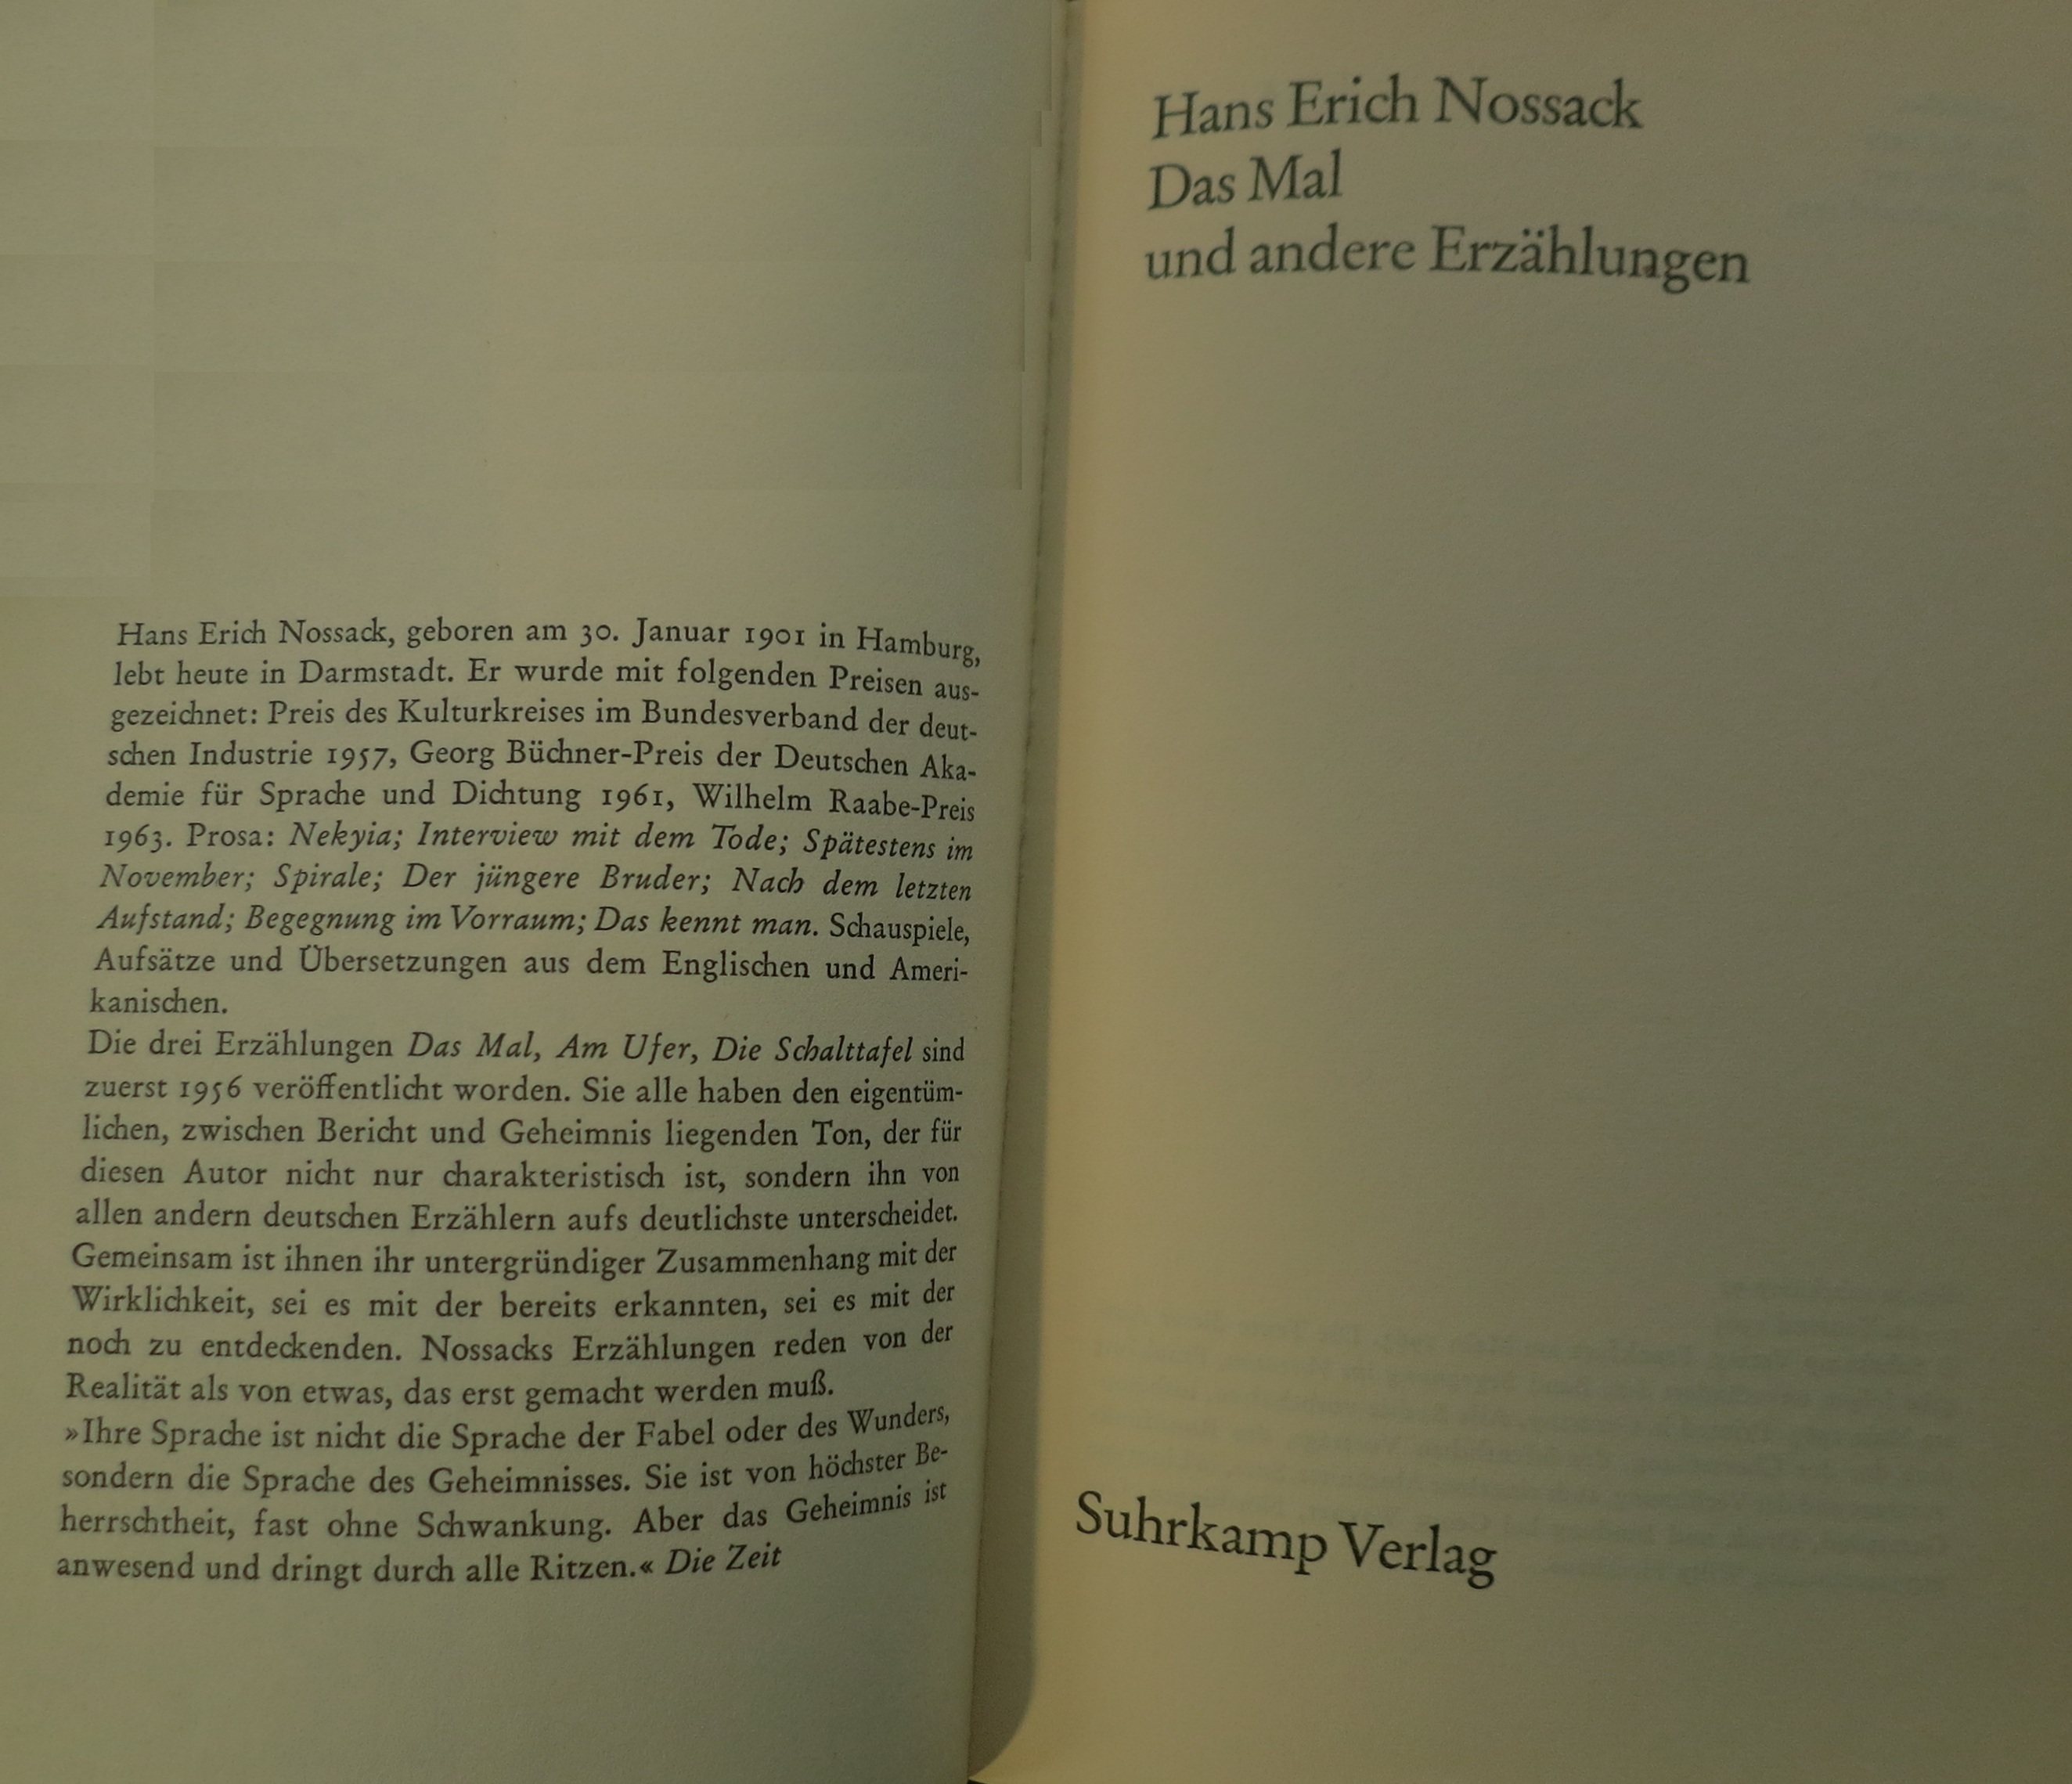 Hans Erich Nossack, geboren am 30. Januar 1901 in Hamburg,
lebt heute in Darmstadt. Er wurde mit folgenden Preisen aus-
gezeichnet: Preis des Kulturkreises im Bundesverband der deut-
schen Industrie 1957, Georg Büchner-Preis der Deutschen Aka-
demie für Sprache und Dichtung 1961, Wilhelm Raabe-Preis
1963. Prosa: Nekyia; Interview mit dem Tode; Spätestens im
November; Spirale; Der jüngere Bruder; Nach dem letzten
Aufstand; Begegnung im Vorraum; Das kennt man. Schauspiele,
Aufsätze und Übersetzungen aus dem Englischen und Ameri-
kanischen.
Die drei Erzählungen Das Mal, Am Ufer, Die Schalttafel sind
zuerst 1956 veröffentlicht worden. Sie alle haben den eigentüm-
lichen, zwischen Bericht und Geheimnis liegenden Ton, der für
diesen Autor nicht nur charakteristisch ist, sondern ihn von
allen andern deutschen Erzählern aufs deutlichste unterscheidet.
Gemeinsam ist ihnen ihr untergründiger Zusammenhang mit der
Wirklichkeit, sei es mit der bereits erkannten, sei es mit der
noch zu entdeckenden. Nossacks Erzählungen reden von der
Realität als von etwas, das erst gemacht werden muß.
»Ihre Sprache ist nicht die Sprache der Fabel oder des Wunders,
sondern die Sprache des Geheimnisses. Sie ist von höchster Be-
herrschtheit, fast ohne Schwankung. Aber das Geheimnis ist
anwesend und dringt durch alle Ritzen.« Die Zeit
Hans Erich Nossack
Das Mal
und andere Erzählungen
Suhrkamp Verlag